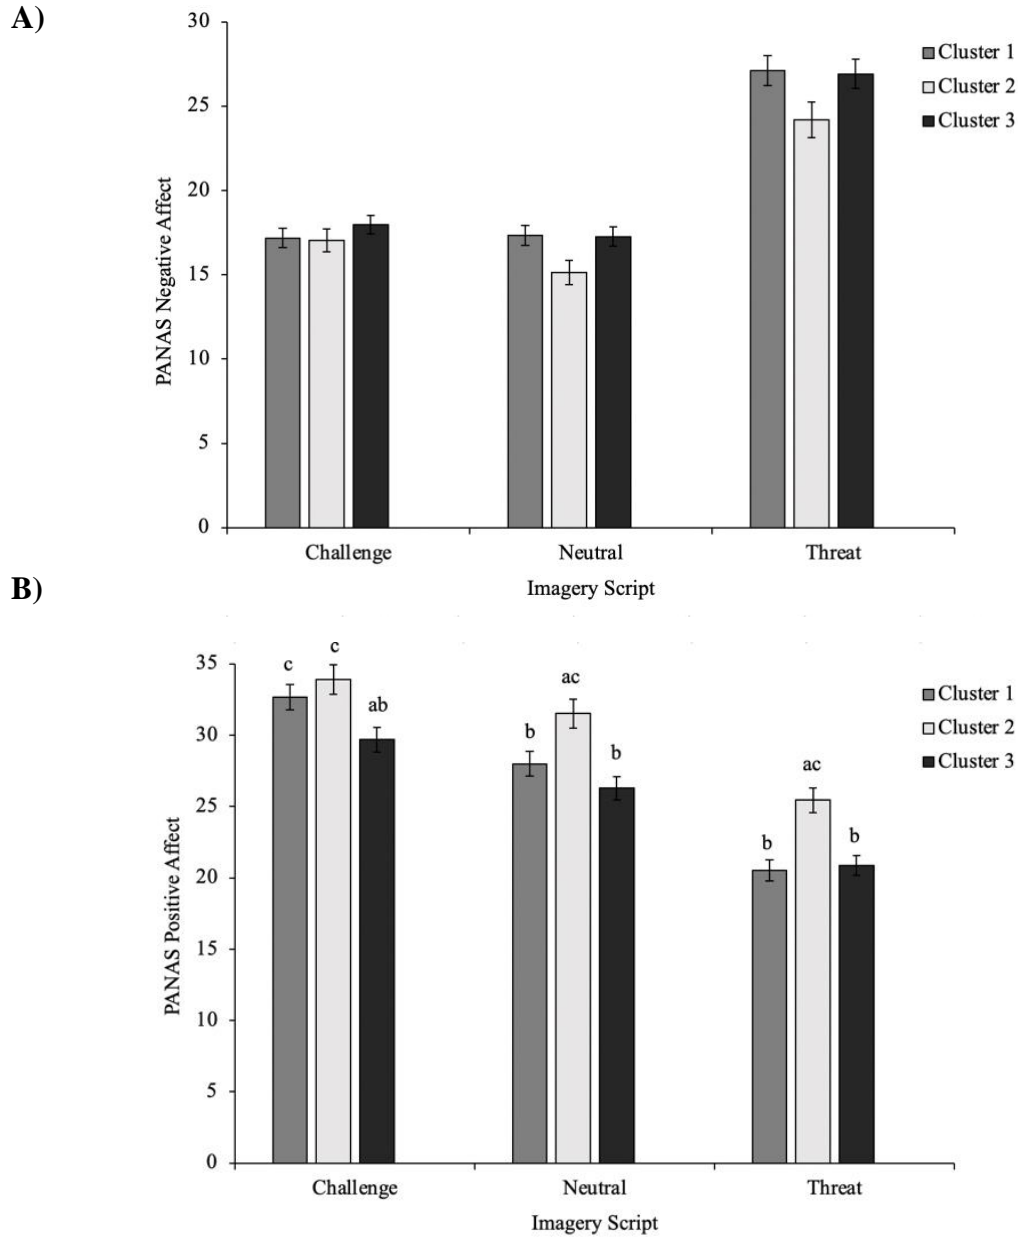 A)
30
25
20
15
10
5
0
PANAS Negative Affect
Cluster 1
Cluster 2
Cluster 3
Challenge Neutral Threat
Imagery Script
B)
35
30
25
20
15
10
5
0
PANAS Positive Affect
c c ab
b ac b
b ac b
Cluster 1
Cluster 2
Cluster 3
Challenge Neutral Threat
Imagery Script